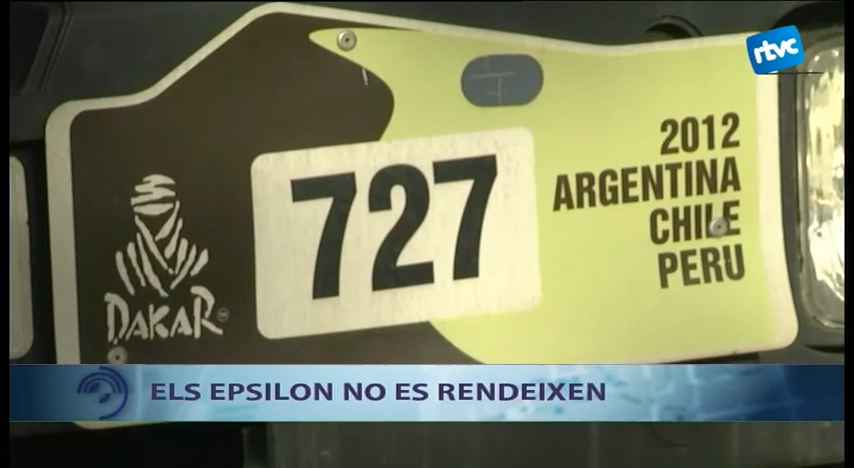 rtvc
2012
ARGENTINA
CHILE
PERU
727
DAKAR
ELS EPSILON NO ES RENDEIXEN